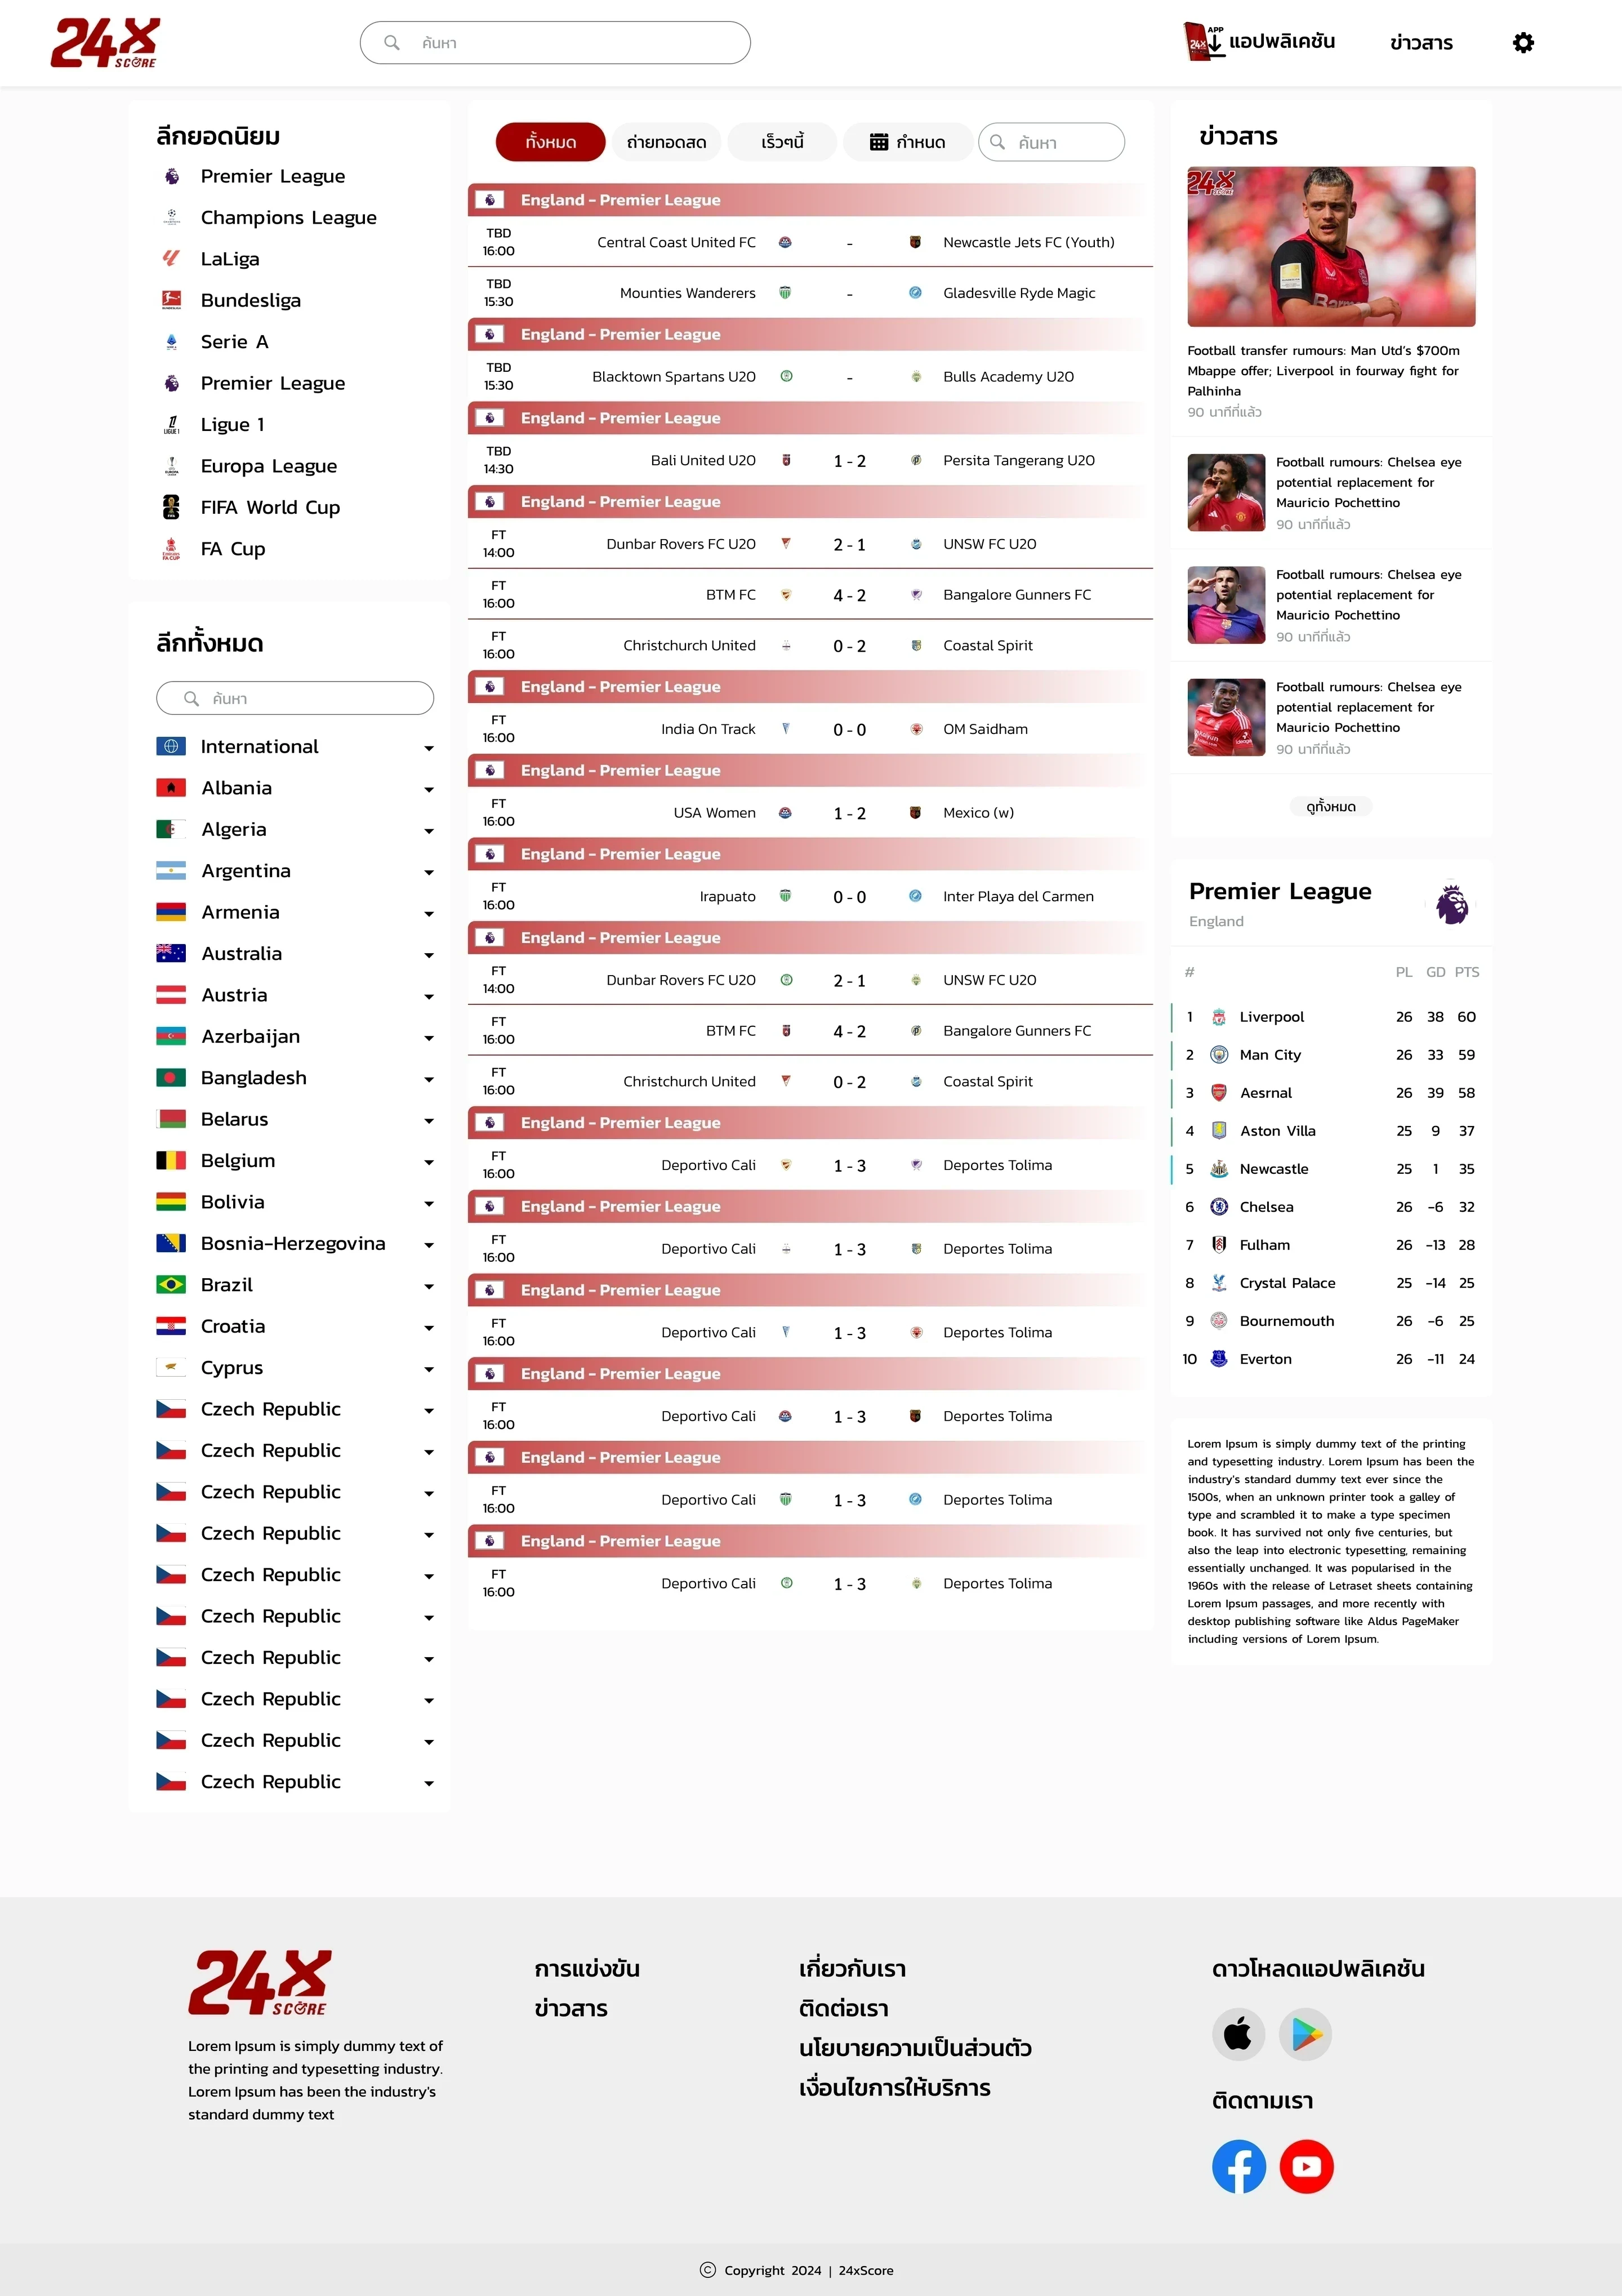 24X
SCORE
ค้นหา
APP
24X
แอปพลิเคชัน
ข่าวสาร
ลีกยอดนิยม
Premier League
Champions League
LaLiga
Bundesliga
Serie A
Premier League
Ligue 1
Europa League
FIFA World Cup
FA Cup
ลีกทั้งหมด
ค้นหา
International
Albania
Algeria
Argentina
Armenia
Australia
Austria
Azerbaijan
Bangladesh
Belarus
Belgium
Bolivia
Bosnia-Herzegovina
Brazil
Croatia
Cyprus
Czech Republic
Czech Republic
Czech Republic
Czech Republic
Czech Republic
Czech Republic
Czech Republic
Czech Republic
Czech Republic
Czech Republic
ทั้งหมด ถ่ายทอดสด เร็วๆนี้ กำหนด ค้นหา
England - Premier League
TBD
16:00
Central Coast United FC - Newcastle Jets FC (Youth)
TBD
15:30
Mounties Wanderers - Gladesville Ryde Magic
England - Premier League
TBD
15:30
Blacktown Spartans U20 - Bulls Academy U20
England - Premier League
TBD
14:30
Bali United U20 1 - 2 Persita Tangerang U20
England - Premier League
FT
14:00
Dunbar Rovers FC U20 2 - 1 UNSW FC U20
FT
16:00
BTM FC 4 - 2 Bangalore Gunners FC
FT
16:00
Christchurch United 0 - 2 Coastal Spirit
England - Premier League
FT
16:00
India On Track 0 - 0 OM Saidham
England - Premier League
FT
16:00
USA Women 1 - 2 Mexico (w)
England - Premier League
FT
16:00
Irapuato 0 - 0 Inter Playa del Carmen
England - Premier League
FT
14:00
Dunbar Rovers FC U20 2 - 1 UNSW FC U20
FT
16:00
BTM FC 4 - 2 Bangalore Gunners FC
FT
16:00
Christchurch United 0 - 2 Coastal Spirit
England - Premier League
FT
16:00
Deportivo Cali 1 - 3 Deportes Tolima
England - Premier League
FT
16:00
Deportivo Cali 1 - 3 Deportes Tolima
England - Premier League
FT
16:00
Deportivo Cali 1 - 3 Deportes Tolima
England - Premier League
FT
16:00
Deportivo Cali 1 - 3 Deportes Tolima
England - Premier League
FT
16:00
Deportivo Cali 1 - 3 Deportes Tolima
England - Premier League
FT
16:00
Deportivo Cali 1 - 3 Deportes Tolima
ข่าวสาร
24X
SCORE
Football transfer rumours: Man Utd's $700m
Mbappe offer; Liverpool in fourway fight for
Palhinha
90 นาทีที่แล้ว
Football rumours: Chelsea eye
potential replacement for
Mauricio Pochettino
90 นาทีที่แล้ว
Football rumours: Chelsea eye
potential replacement for
Mauricio Pochettino
90 นาทีที่แล้ว
Football rumours: Chelsea eye
potential replacement for
Mauricio Pochettino
90 นาทีที่แล้ว
ดูทั้งหมด
Premier League
England
# PL GD PTS
1 Liverpool 26 38 60
2 Man City 26 33 59
3 Aesrnal 26 39 58
4 Aston Villa 25 9 37
5 Newcastle 25 1 35
6 Chelsea 26 -6 32
7 Fulham 26 -13 28
8 Crystal Palace 25 -14 25
9 Bournemouth 26 -6 25
10 Everton 26 -11 24
Lorem Ipsum is simply dummy text of the printing
and typesetting industry. Lorem Ipsum has been the
industry's standard dummy text ever since the
1500s, when an unknown printer took a galley of
type and scrambled it to make a type specimen
book. It has survived not only five centuries, but
also the leap into electronic typesetting, remaining
essentially unchanged. It was popularised in the
1960s with the release of Letraset sheets containing
Lorem Ipsum passages, and more recently with
desktop publishing software like Aldus PageMaker
including versions of Lorem Ipsum.
24X
SCORE
Lorem Ipsum is simply dummy text of
the printing and typesetting industry.
Lorem Ipsum has been the industry's
standard dummy text
การแข่งขัน
ข่าวสาร
เกี่ยวกับเรา
ติดต่อเรา
นโยบายความเป็นส่วนตัว
เงื่อนไขการให้บริการ
ดาวโหลดแอปพลิเคชัน
ติดตามเรา
© Copyright 2024 | 24xScore